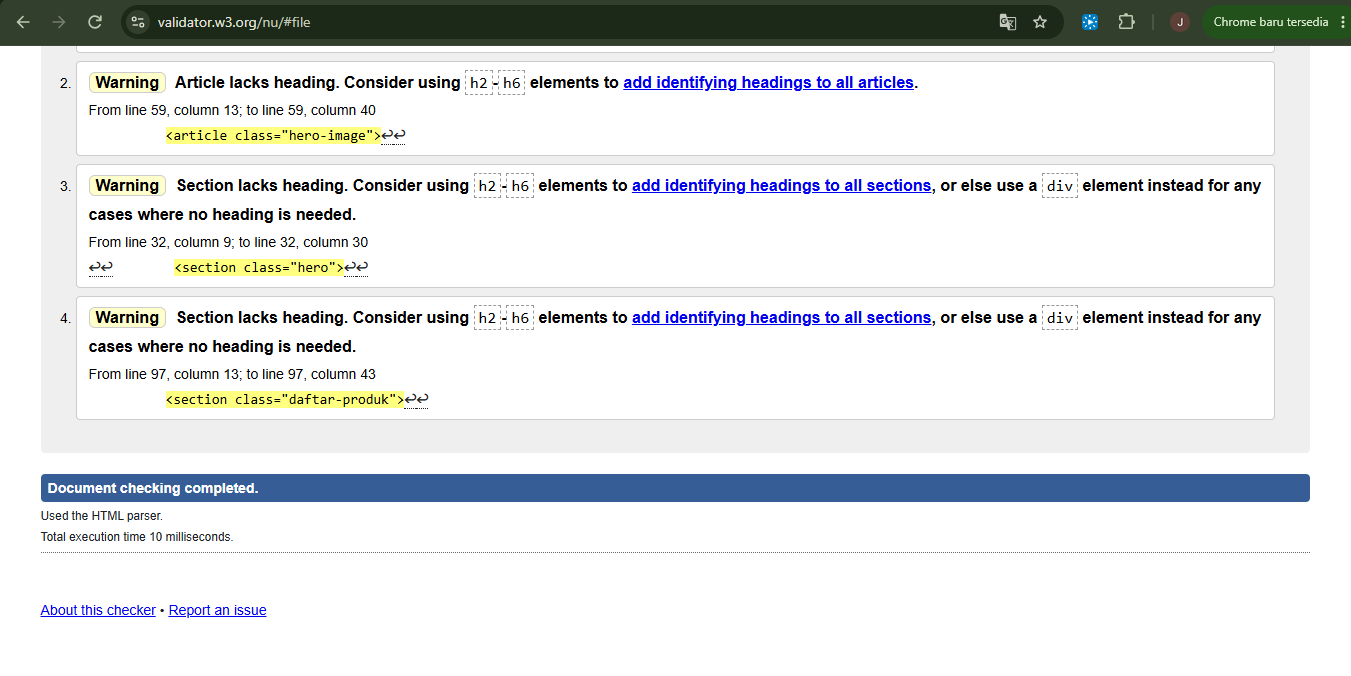 validator.w3.org/nu/#file
J
Chrome baru tersedia
2. Warning Article lacks heading. Consider using h2-h6 elements to add identifying headings to all articles.
From line 59, column 13; to line 59, column 40
<article class="hero-image">↩↩
3. Warning Section lacks heading. Consider using h2-h6 elements to add identifying headings to all sections, or else use a div element instead for any
cases where no heading is needed.
From line 32, column 9; to line 32, column 30
↩↩ <section class="hero">↩↩
4. Warning Section lacks heading. Consider using h2-h6 elements to add identifying headings to all sections, or else use a div element instead for any
cases where no heading is needed.
From line 97, column 13; to line 97, column 43
<section class="daftar-produk">↩↩
Document checking completed.
Used the HTML parser.
Total execution time 10 milliseconds.
About this checker • Report an issue